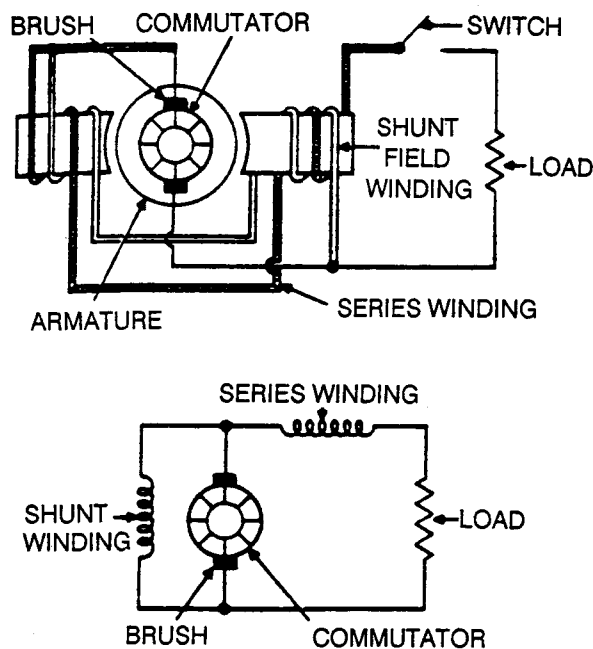 BRUSH
COMMUTATOR
SWITCH
SHUNT
FIELD
WINDING
LOAD
ARMATURE
SERIES WINDING
SERIES WINDING
SHUNT
WINDING
LOAD
BRUSH
COMMUTATOR